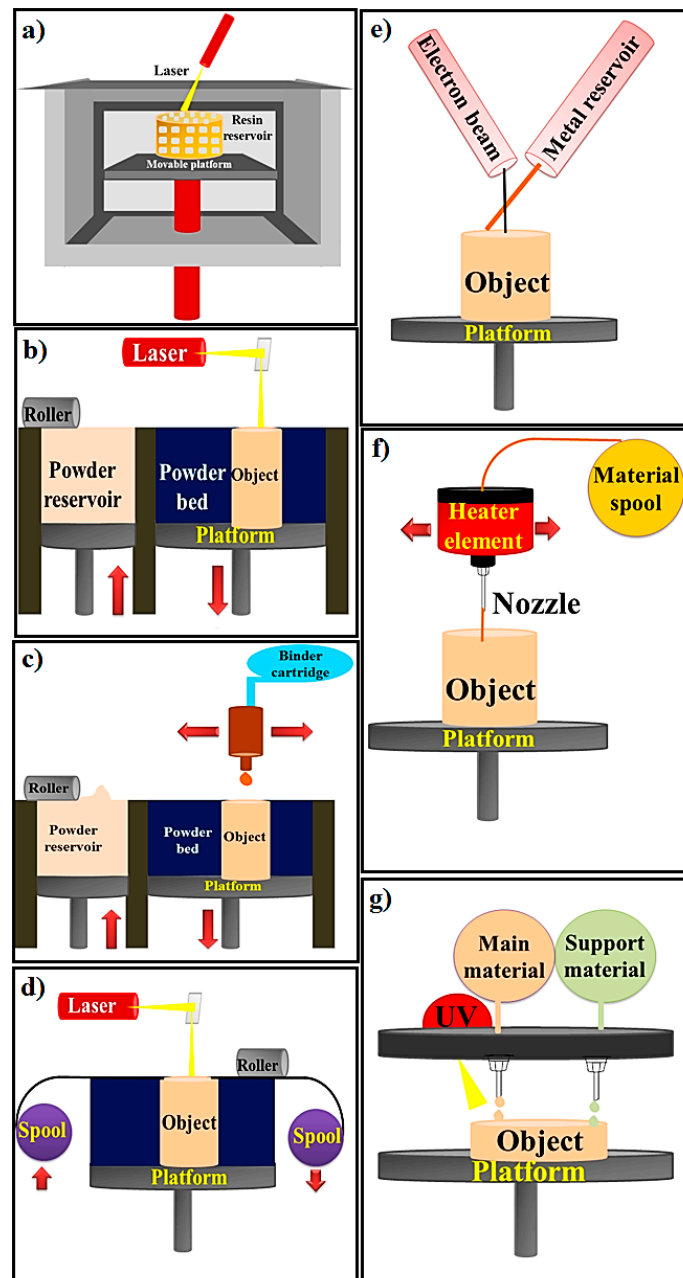 a)
Laser
Resin
reservoir
Movable platform
b)
Laser
Roller
Powder
reservoir
Powder
bed
Object
Platform
c)
Binder
cartridge
Roller
Powder
reservoir
Powder
bed
Object
Platform
d)
Laser
Roller
Spool
Object
Spool
Platform
e)
Electron beam
Metal reservoir
Object
Platform
f)
Material
spool
Heater
element
Nozzle
Object
Platform
g)
Main
material
Support
material
UV
Object
Platform